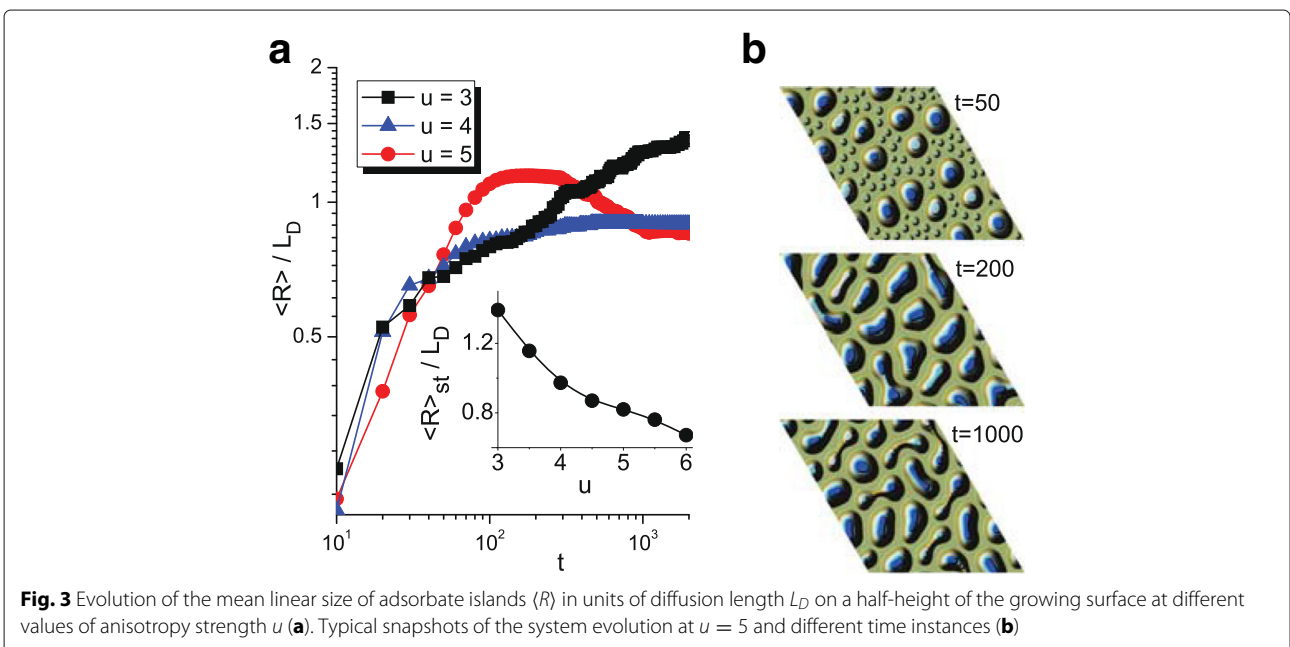 a
b
2
1.5
1
0.5
<R> / L_D
u = 3
u = 4
u = 5
10^1
10^2
10^3
t
<R>_st / L_D
1.2
0.8
3
4
5
6
u
t=50
t=200
t=1000
Fig. 3 Evolution of the mean linear size of adsorbate islands ⟨R⟩ in units of diffusion length L_D on a half-height of the growing surface at different
values of anisotropy strength u (a). Typical snapshots of the system evolution at u = 5 and different time instances (b)